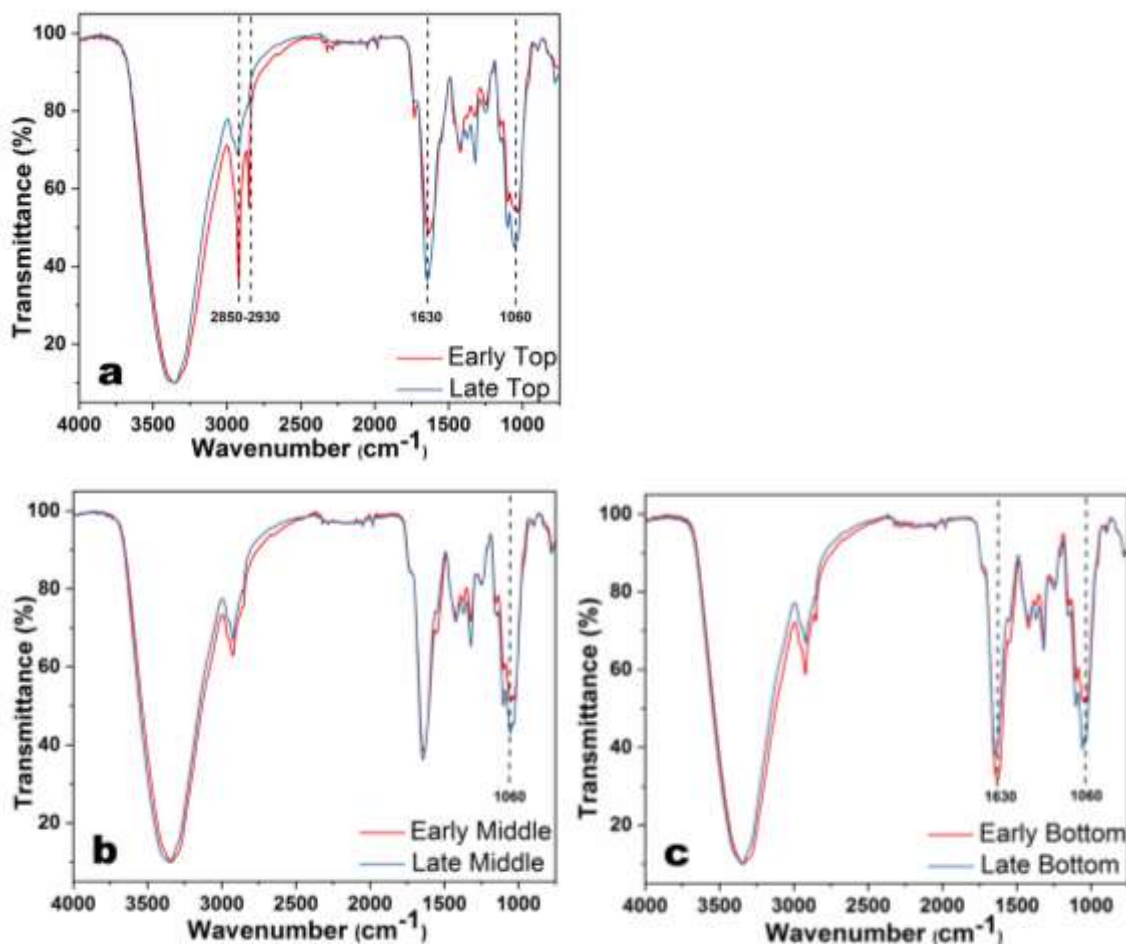 100
80
60
40
20
Transmittance (%)
2850-2930
1630
1060
a
Early Top
Late Top
4000 3500 3000 2500 2000 1500 1000
Wavenumber (cm-1)
100
80
60
40
20
Transmittance (%)
1060
b
Early Middle
Late Middle
4000 3500 3000 2500 2000 1500 1000
Wavenumber (cm-1)
100
80
60
40
20
Transmittance (%)
1630
1060
c
Early Bottom
Late Bottom
4000 3500 3000 2500 2000 1500 1000
Wavenumber (cm-1)